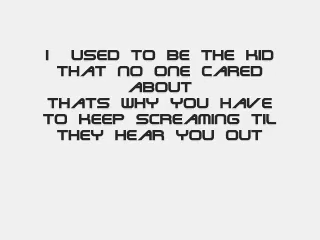 I USED TO BE THE KID
THAT NO ONE CARED
ABOUT
THATS WHY YOU HAVE
TO KEEP SCREAMING TIL
THEY HEAR YOU OUT